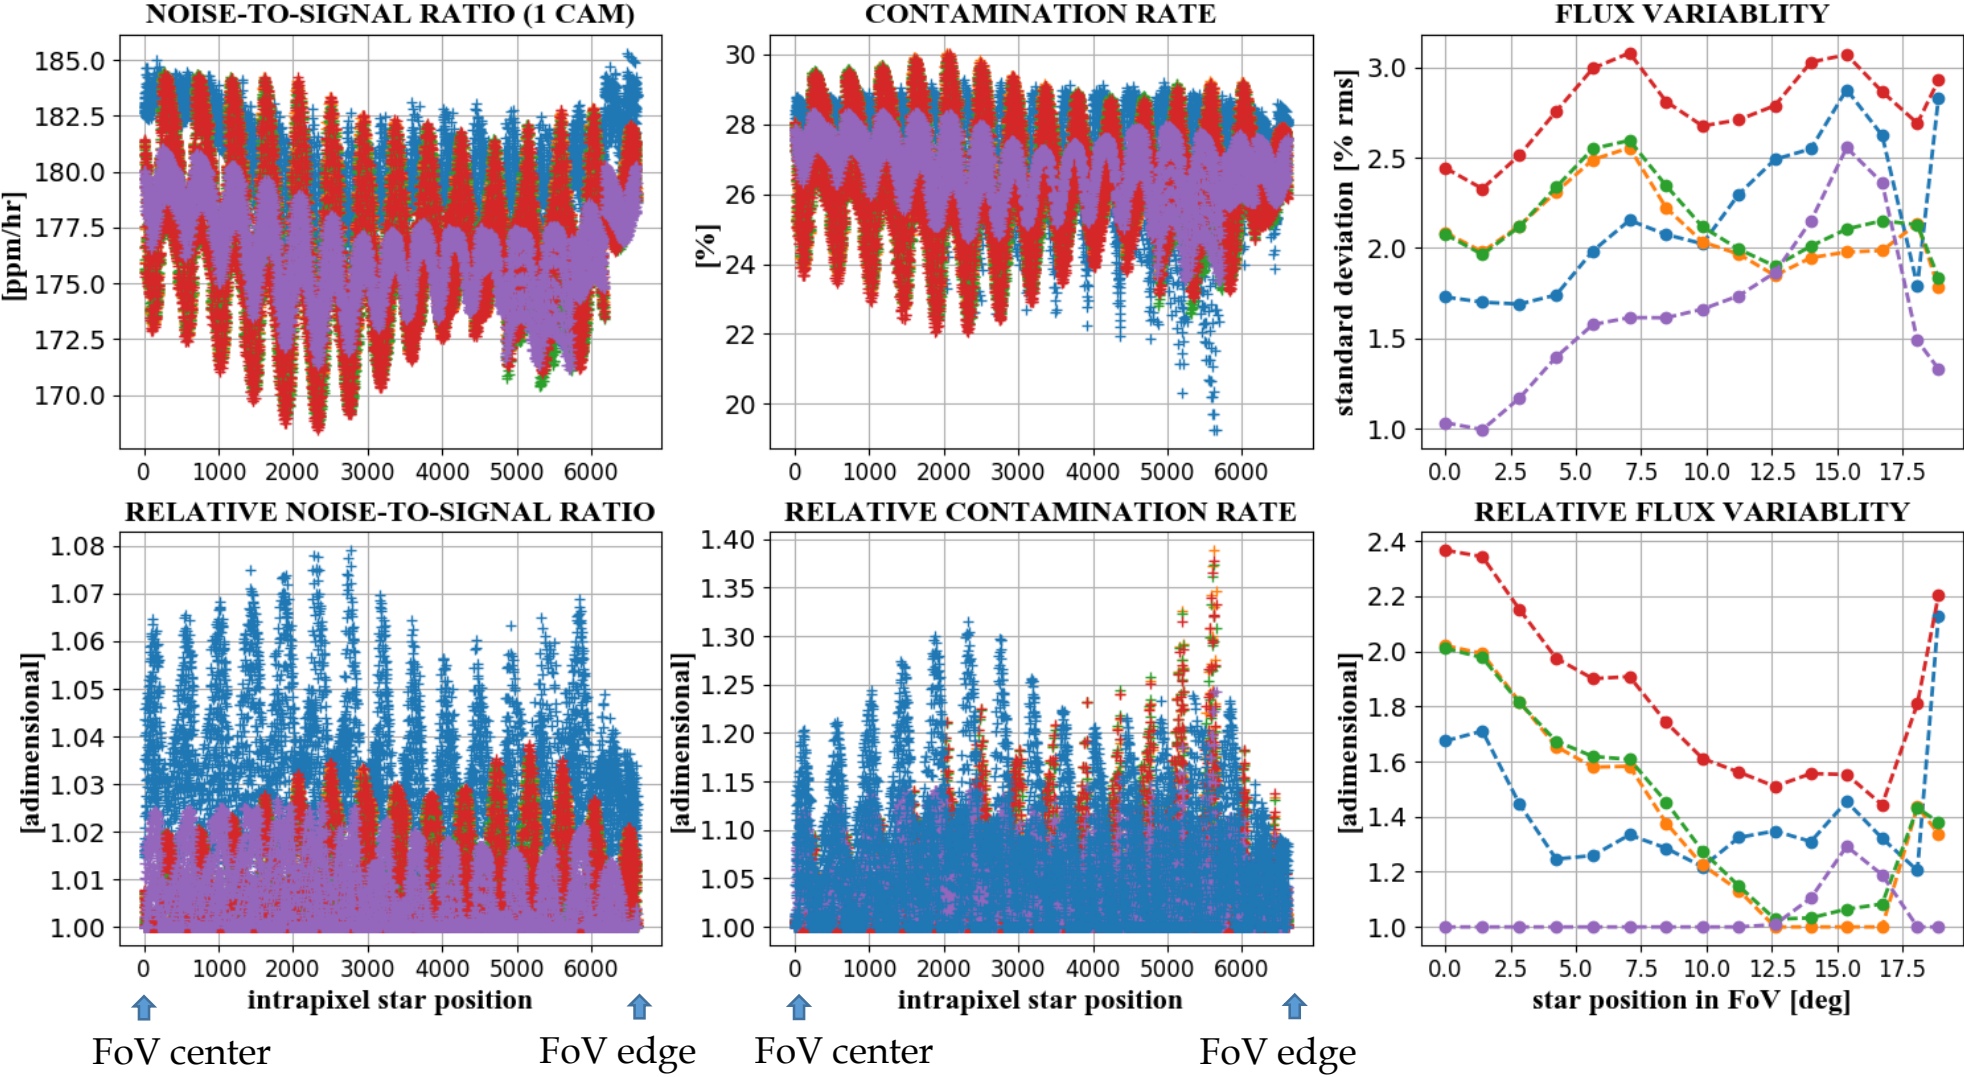 NOISE-TO-SIGNAL RATIO (1 CAM)
CONTAMINATION RATE
FLUX VARIABLITY
[ppm/hr]
185.0
182.5
180.0
177.5
175.0
172.5
170.0
0 1000 2000 3000 4000 5000 6000
[%]
30
28
26
24
22
20
0 1000 2000 3000 4000 5000 6000
standard deviation [% rms]
3.0
2.5
2.0
1.5
1.0
0.0 2.5 5.0 7.5 10.0 12.5 15.0 17.5
RELATIVE NOISE-TO-SIGNAL RATIO
RELATIVE CONTAMINATION RATE
RELATIVE FLUX VARIABLITY
[adimensional]
1.08
1.07
1.06
1.05
1.04
1.03
1.02
1.01
1.00
0 1000 2000 3000 4000 5000 6000
intrapixel star position
FoV center
FoV edge
[adimensional]
1.40
1.35
1.30
1.25
1.20
1.15
1.10
1.05
1.00
0 1000 2000 3000 4000 5000 6000
intrapixel star position
FoV center
FoV edge
[adimensional]
2.4
2.2
2.0
1.8
1.6
1.4
1.2
1.0
0.0 2.5 5.0 7.5 10.0 12.5 15.0 17.5
star position in FoV [deg]